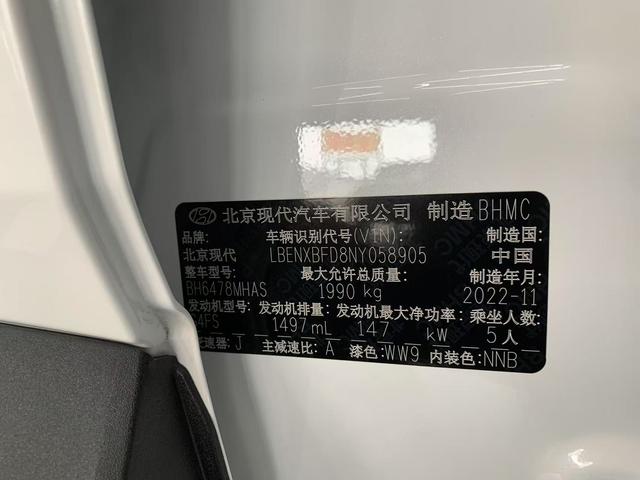 北京现代汽车有限公司 制造 BHMC
品牌: 车辆识别代号(VIN): 制造国:
北京现代 LBENXBFD8NY058905 中国
整车型号: 最大允许总质量: 制造年月:
BH6478MHAS 1990 kg 2022-11
发动机型号: 发动机排量: 发动机最大净功率: 乘坐人数:
4FS 1497 mL 147 kW 5人
速器: J 主减速比: A 漆色: WW9 内装色: NNB